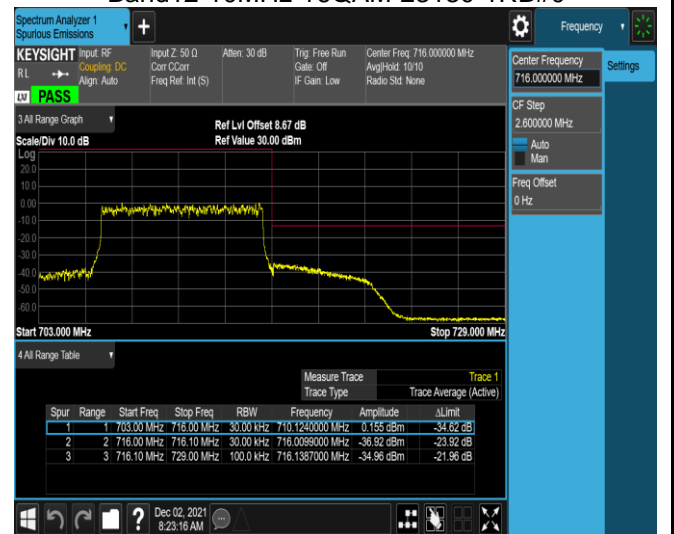 Spectrum Analyzer 1
Spurious Emissions
+
Frequency
KEYSIGHT
R L
LXI
PASS
Input: RF
Coupling: DC
Align: Auto
Input Z: 50 Ω
Corr CCorr
Freq Ref: Int (S)
Atten: 30 dB
Trig: Free Run
Gate: Off
IF Gain: Low
Center Freq: 716.000000 MHz
Avg|Hold: 10/10
Radio Std: None
Center Frequency
716.000000 MHz
Settings
CF Step
2.600000 MHz
Auto
Man
Freq Offset
0 Hz
3 All Range Graph
Scale/Div 10.0 dB
Ref Lvl Offset 8.67 dB
Ref Value 30.00 dBm
Log
20.0
10.0
0.00
-10.0
-20.0
-30.0
-40.0
-50.0
-60.0
Start 703.000 MHz
Stop 729.000 MHz
4 All Range Table
Measure Trace Trace 1
Trace Type Trace Average (Active)
Spur Range Start Freq Stop Freq RBW Frequency Amplitude ΔLimit
1 1 703.00 MHz 716.00 MHz 30.00 kHz 710.1240000 MHz 0.155 dBm -34.62 dB
2 2 716.00 MHz 716.10 MHz 30.00 kHz 716.0099000 MHz -36.92 dBm -23.92 dB
3 3 716.10 MHz 729.00 MHz 100.0 kHz 716.1387000 MHz -34.96 dBm -21.96 dB
?
Dec 02, 2021
8:23:16 AM